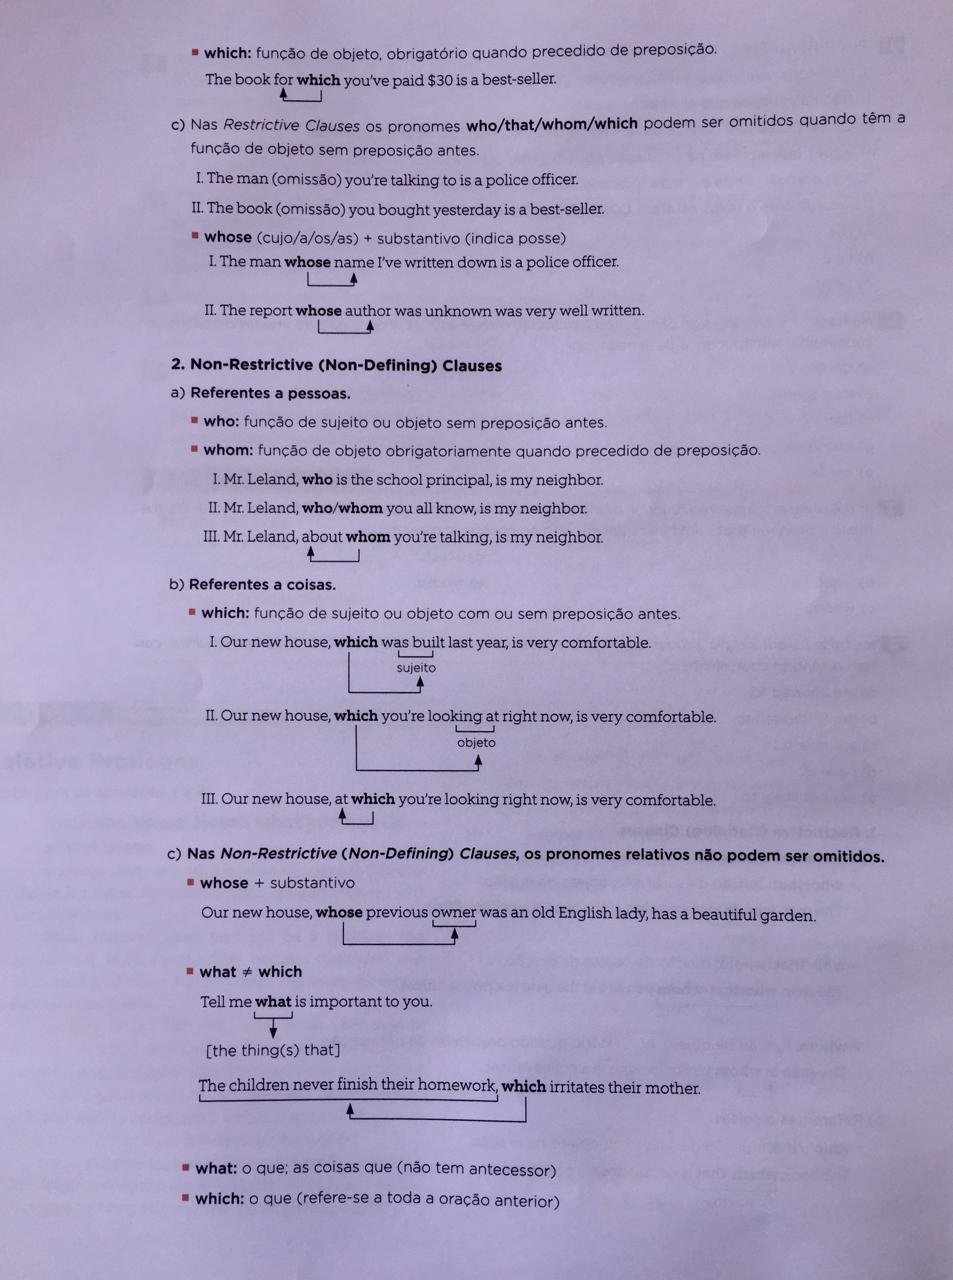 ▪ which: função de objeto, obrigatório quando precedido de preposição.
The book for which you've paid $30 is a best-seller.
c) Nas Restrictive Clauses os pronomes who/that/whom/which podem ser omitidos quando têm a
função de objeto sem preposição antes.
I. The man (omissão) you're talking to is a police officer.
II. The book (omissão) you bought yesterday is a best-seller.
▪ whose (cujo/a/os/as) + substantivo (indica posse)
I. The man whose name I've written down is a police officer.
II. The report whose author was unknown was very well written.
2. Non-Restrictive (Non-Defining) Clauses
a) Referentes a pessoas.
▪ who: função de sujeito ou objeto sem preposição antes.
▪ whom: função de objeto obrigatoriamente quando precedido de preposição.
I. Mr. Leland, who is the school principal, is my neighbor.
II. Mr. Leland, who/whom you all know, is my neighbor.
III. Mr. Leland, about whom you're talking, is my neighbor.
b) Referentes a coisas.
▪ which: função de sujeito ou objeto com ou sem preposição antes.
I. Our new house, which was built last year, is very comfortable.
sujeito
II. Our new house, which you're looking at right now, is very comfortable.
objeto
III. Our new house, at which you're looking right now, is very comfortable.
c) Nas Non-Restrictive (Non-Defining) Clauses, os pronomes relativos não podem ser omitidos.
▪ whose + substantivo
Our new house, whose previous owner was an old English lady, has a beautiful garden.
▪ what ≠ which
Tell me what is important to you.
[the thing(s) that]
The children never finish their homework, which irritates their mother.
▪ what: o que; as coisas que (não tem antecessor)
▪ which: o que (refere-se a toda a oração anterior)